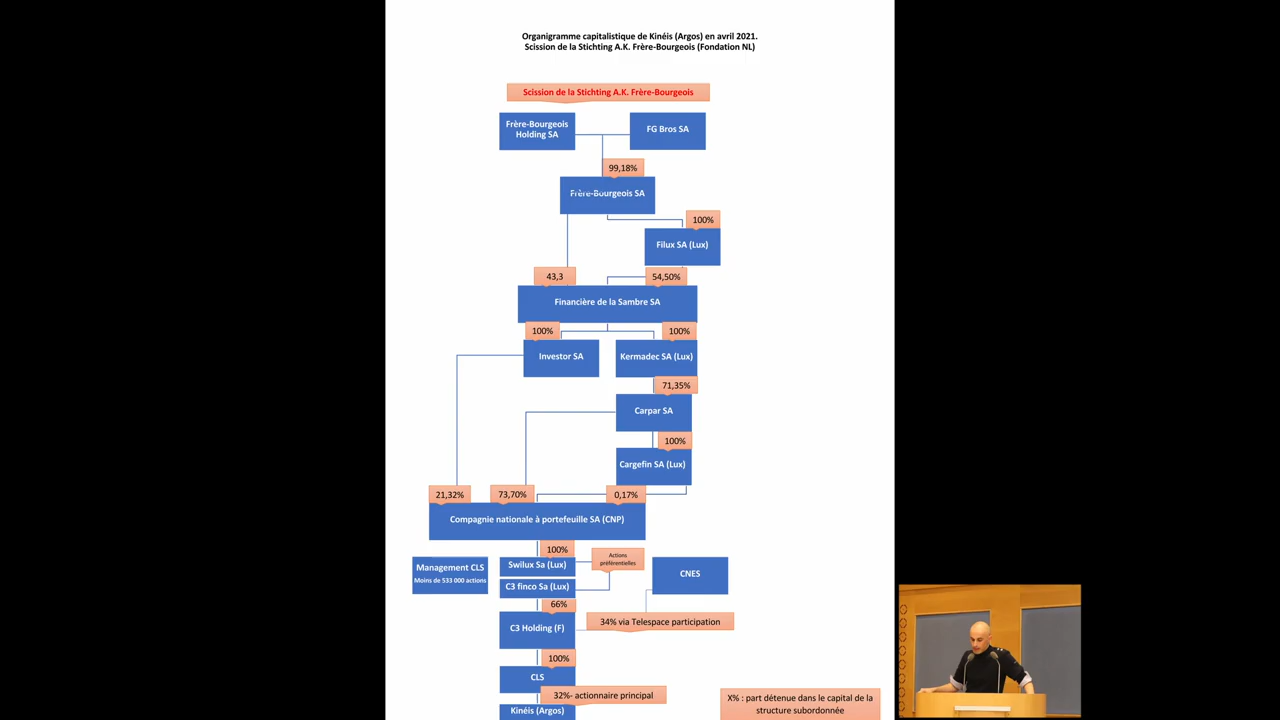 Organigramme capitalistique de Kinéis (Argos) en avril 2021.
Scission de la Stichting A.K. Frère-Bourgeois (Fondation NL)
Scission de la Stichting A.K. Frère-Bourgeois
Frère-Bourgeois
Holding SA
FG Bros SA
99,18%
Frère-Bourgeois SA
100%
Filux SA (Lux)
43,3
54,50%
Financière de la Sambre SA
100%
100%
Investor SA
Kermadec SA (Lux)
71,35%
Carpar SA
100%
Cargefin SA (Lux)
21,32%
73,70%
0,17%
Compagnie nationale à portefeuille SA (CNP)
100%
Actions
préférentielles
Management CLS
Moins de 533 000 actions
Swilux Sa (Lux)
C3 finco Sa (Lux)
CNES
66%
C3 Holding (F)
34% via Telespace participation
100%
CLS
32%- actionnaire principal
Kinéis (Argos)
X% : part détenue dans le capital de la
structure subordonnée